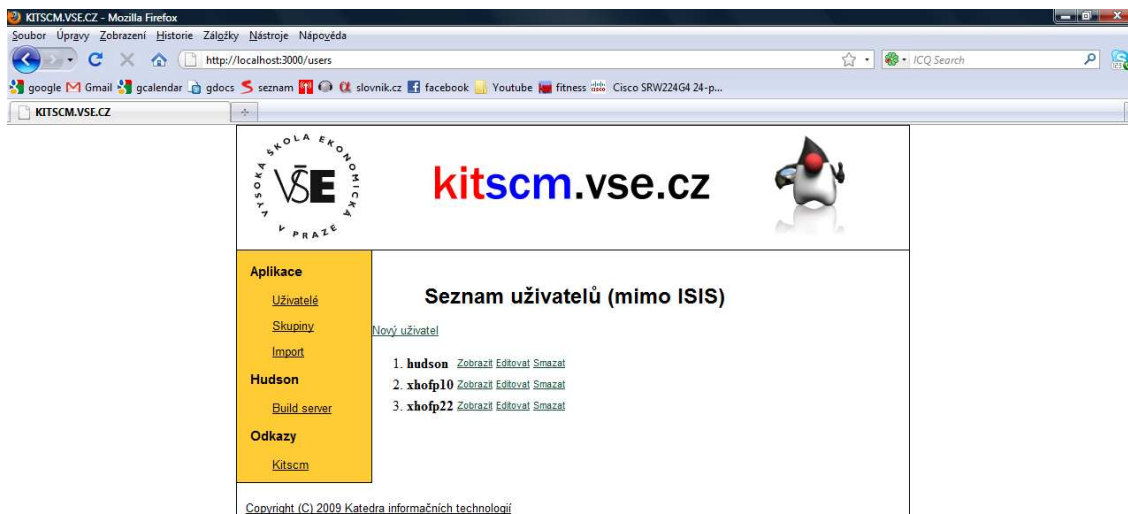 KITSCM.VSE.CZ - Mozilla Firefox
Soubor Úpravy Zobrazení Historie Záložky Nástroje Nápověda
http://localhost:3000/users
ICQ Search
google Gmail gcalendar gdocs seznam slovnik.cz facebook Youtube fitness Cisco SRW224G4 24-p...
KITSCM.VSE.CZ
VYSOKÁ ŠKOLA EKONOMICKÁ V PRAZE
VŠE
kitscm.vse.cz
Aplikace
Uživatelé
Skupiny
Import
Hudson
Build server
Odkazy
Kitscm
Seznam uživatelů (mimo ISIS)
Nový uživatel
1. hudson Zobrazit Editovat Smazat
2. xhofp10 Zobrazit Editovat Smazat
3. xhofp22 Zobrazit Editovat Smazat
Copyright (C) 2009 Katedra informačních technologií